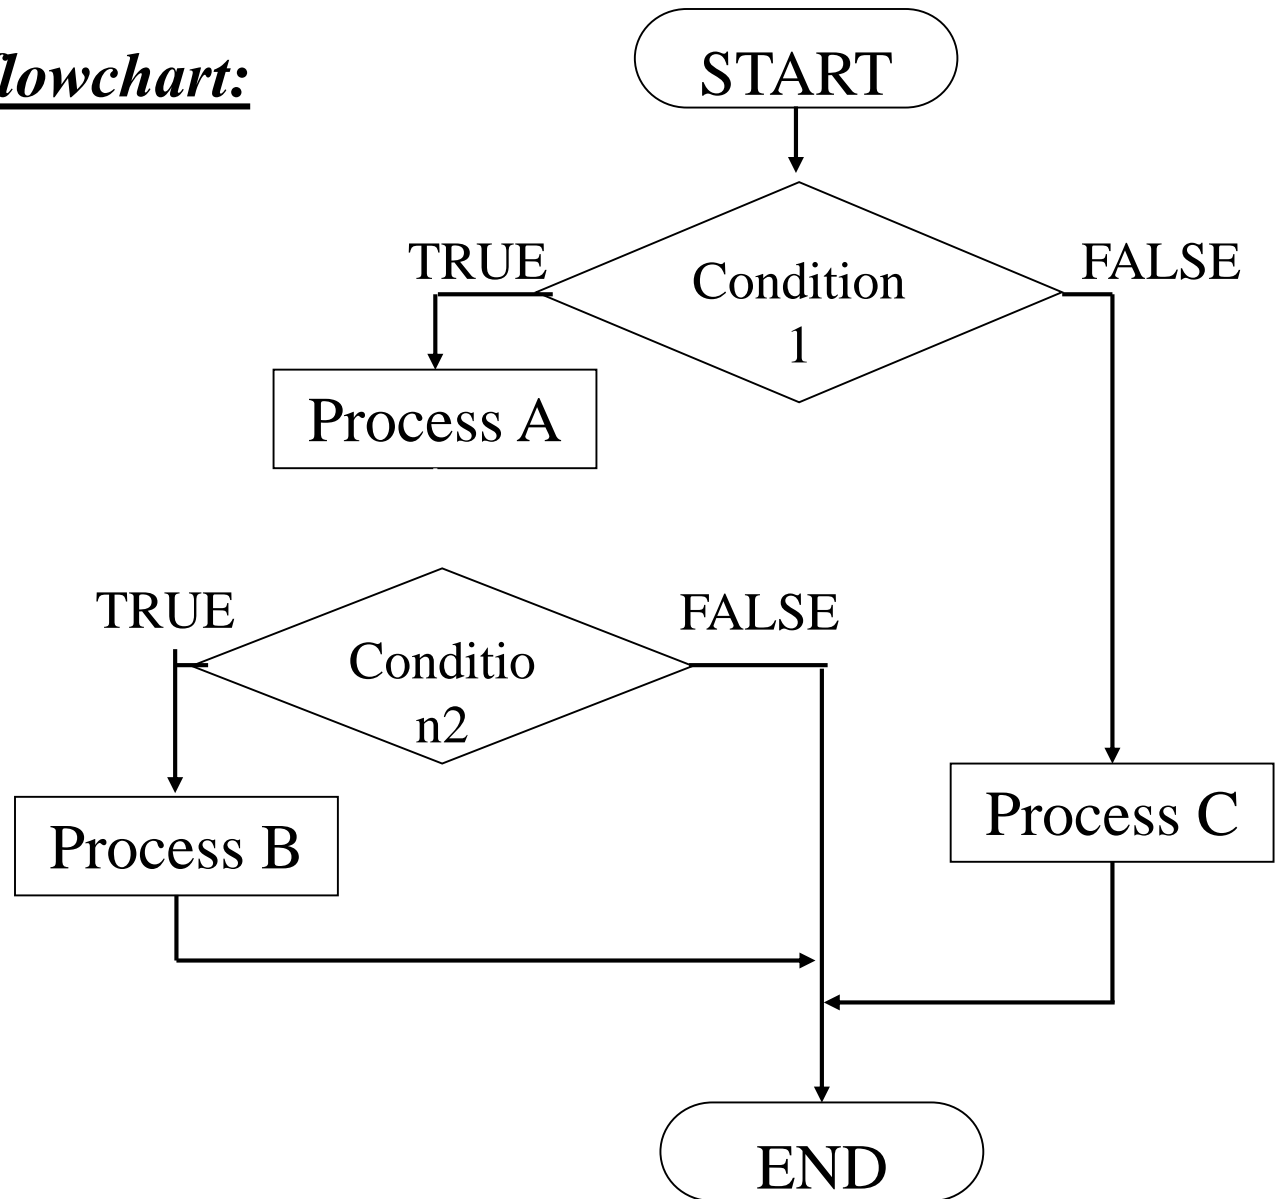 lowchart:
START
TRUE
FALSE
Condition
1
Process A
TRUE
FALSE
Conditio
n2
Process C
Process B
END